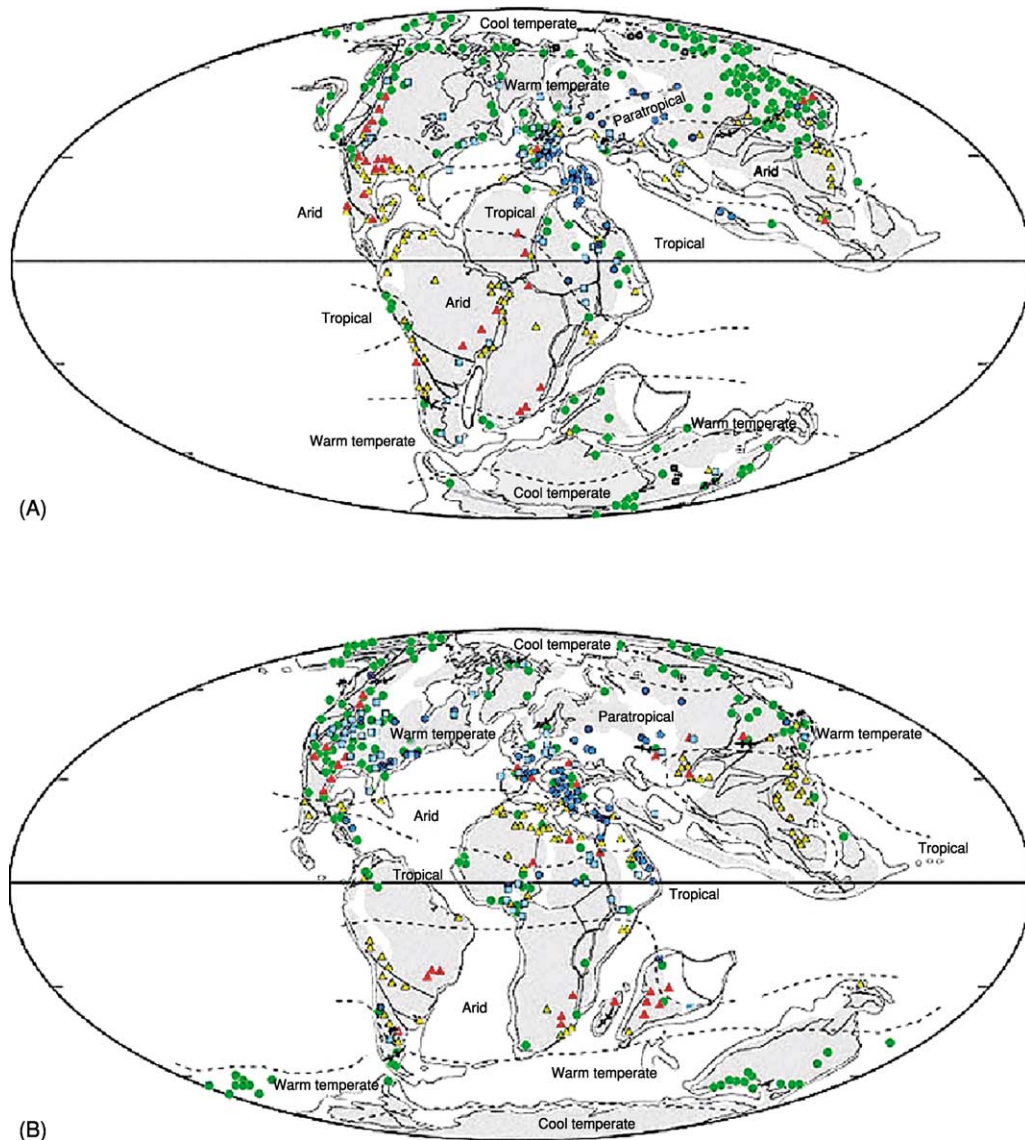 Cool temperate
Warm temperate
Paratropical
Arid
Arid
Tropical
Tropical
Arid
Tropical
Warm temperate
Warm temperate
Cool temperate
(A)
Cool temperate
Paratropical
Warm temperate
Warm temperate
Arid
Tropical
Tropical
Tropical
Arid
Warm temperate
Warm temperate
Cool temperate
(B)